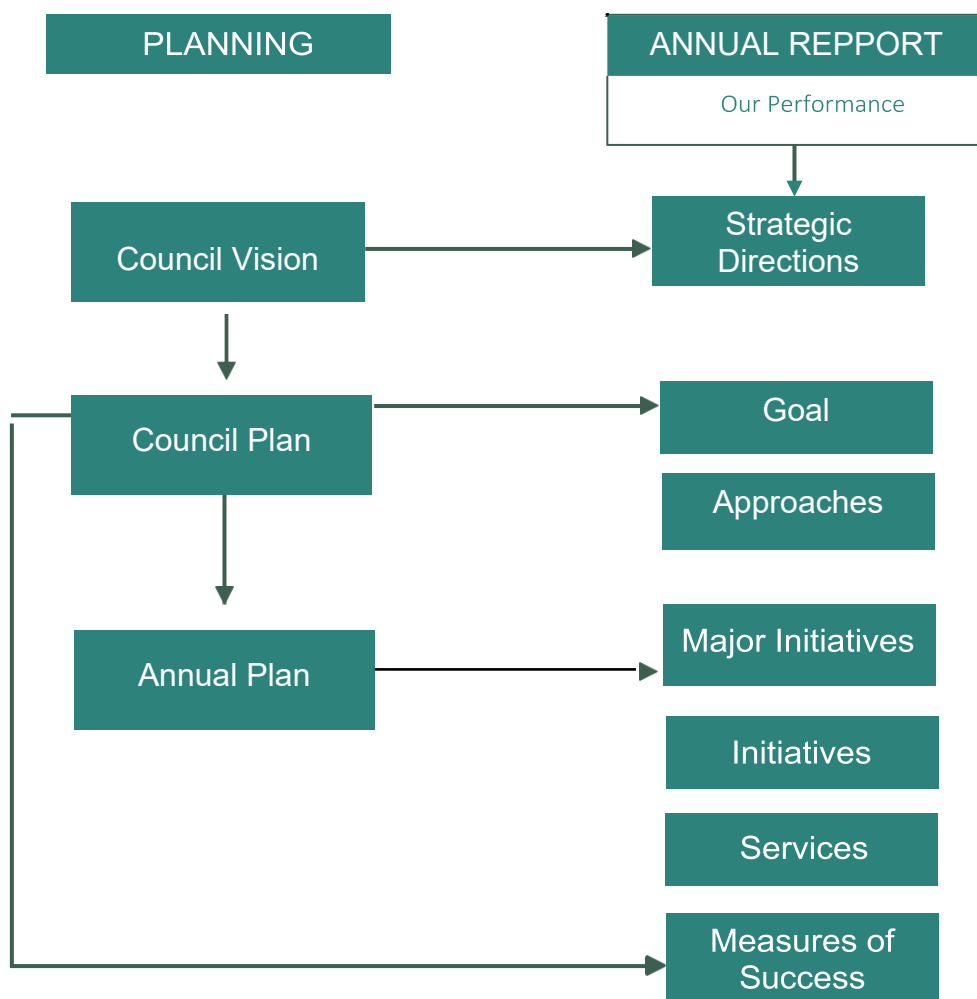 PLANNING
ANNUAL REPPORT
Our Performance
Council Vision
Strategic
Directions
Council Plan
Goal
Approaches
Annual Plan
Major Initiatives
Initiatives
Services
Measures of
Success